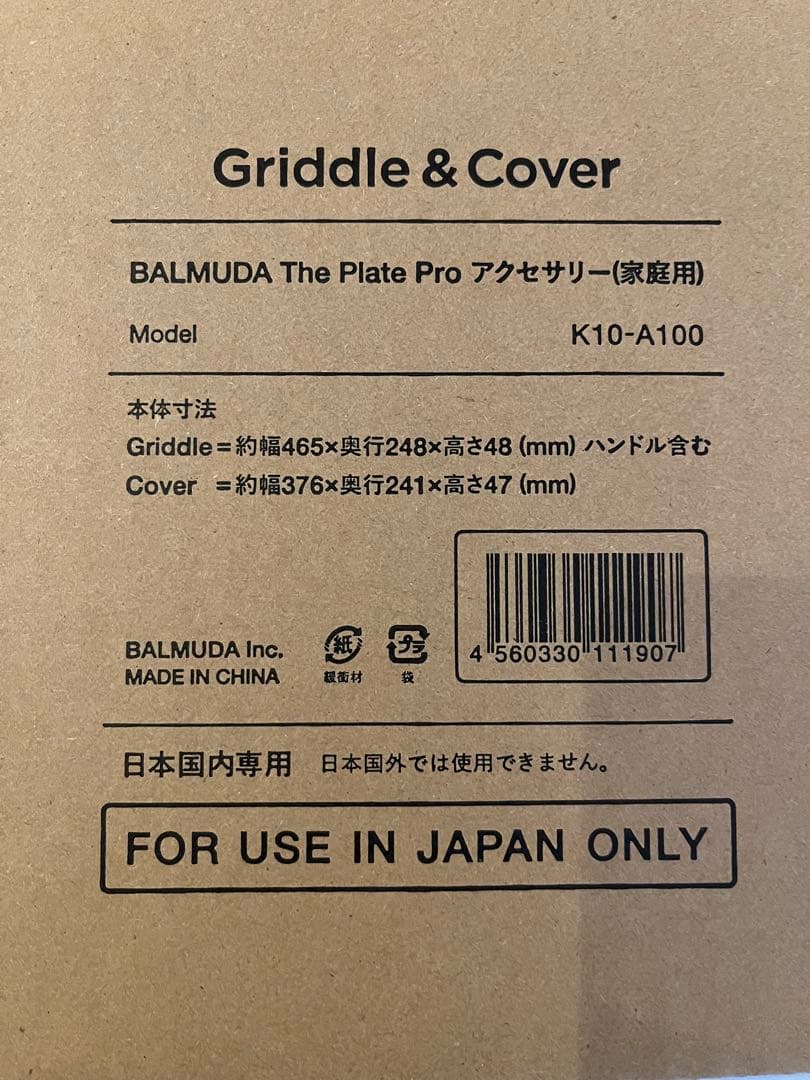 Griddle & Cover
BALMUDA The Plate Pro アクセサリー(家庭用)
Model K10-A100
本体寸法
Griddle＝約幅465×奥行248×高さ48 (mm) ハンドル含む
Cover ＝約幅376×奥行241×高さ47 (mm)
BALMUDA Inc.
MADE IN CHINA
紙
緩衝材
プラ
袋
4 560330 111907
日本国内専用 日本国外では使用できません。
FOR USE IN JAPAN ONLY